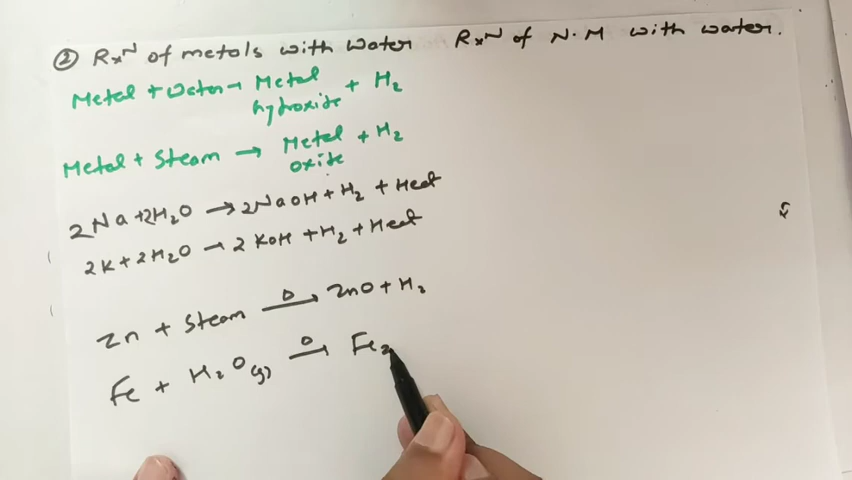 ② RxN of metals with water
Metal + Water → Metal hydroxide + H2
Metal + Steam → Metal oxide + H2
2Na + 2H2O → 2NaOH + H2 + Heat
2K + 2H2O → 2KOH + H2 + Heat
Zn + Steam Δ→ ZnO + H2
Fe + H2O(g) Δ→ Fe2
RxN of N.M with water.